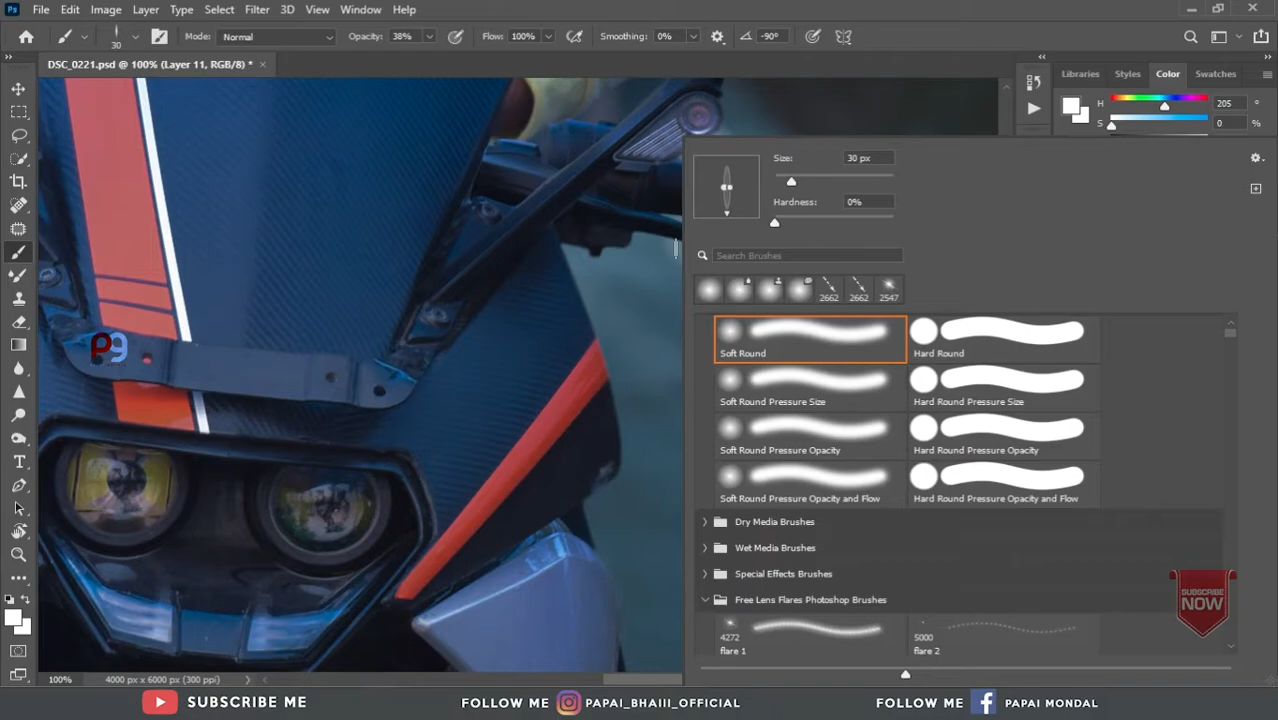 Ps File Edit Image Layer Type Select Filter 3D View Window Help
30 Mode: Normal Opacity: 38% Flow: 100% Smoothing: 0% -90°
DSC_0221.psd @ 100% (Layer 11, RGB/8) * ×
Libraries Styles Color Swatches
H 205 °
S 0 %
Size: 30 px
Hardness: 0%
Search Brushes
2662 2662 2547
Soft Round Hard Round
Soft Round Pressure Size Hard Round Pressure Size
Soft Round Pressure Opacity Hard Round Pressure Opacity
Soft Round Pressure Opacity and Flow Hard Round Pressure Opacity and Flow
Dry Media Brushes
Wet Media Brushes
Special Effects Brushes
Free Lens Flares Photoshop Brushes
4272 5000
flare 1 flare 2
P9
SUBSCRIBE
NOW
100% 4000 px x 6000 px (300 ppi)
SUBSCRIBE ME FOLLOW ME PAPAI_BHAIII_OFFICIAL FOLLOW ME PAPAI MONDAL